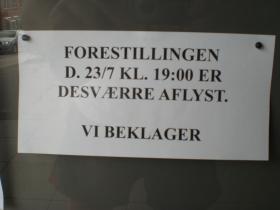 FORESTILLINGEN
D. 23/7 KL. 19:00 ER
DESVÆRRE AFLYST.
VI BEKLAGER